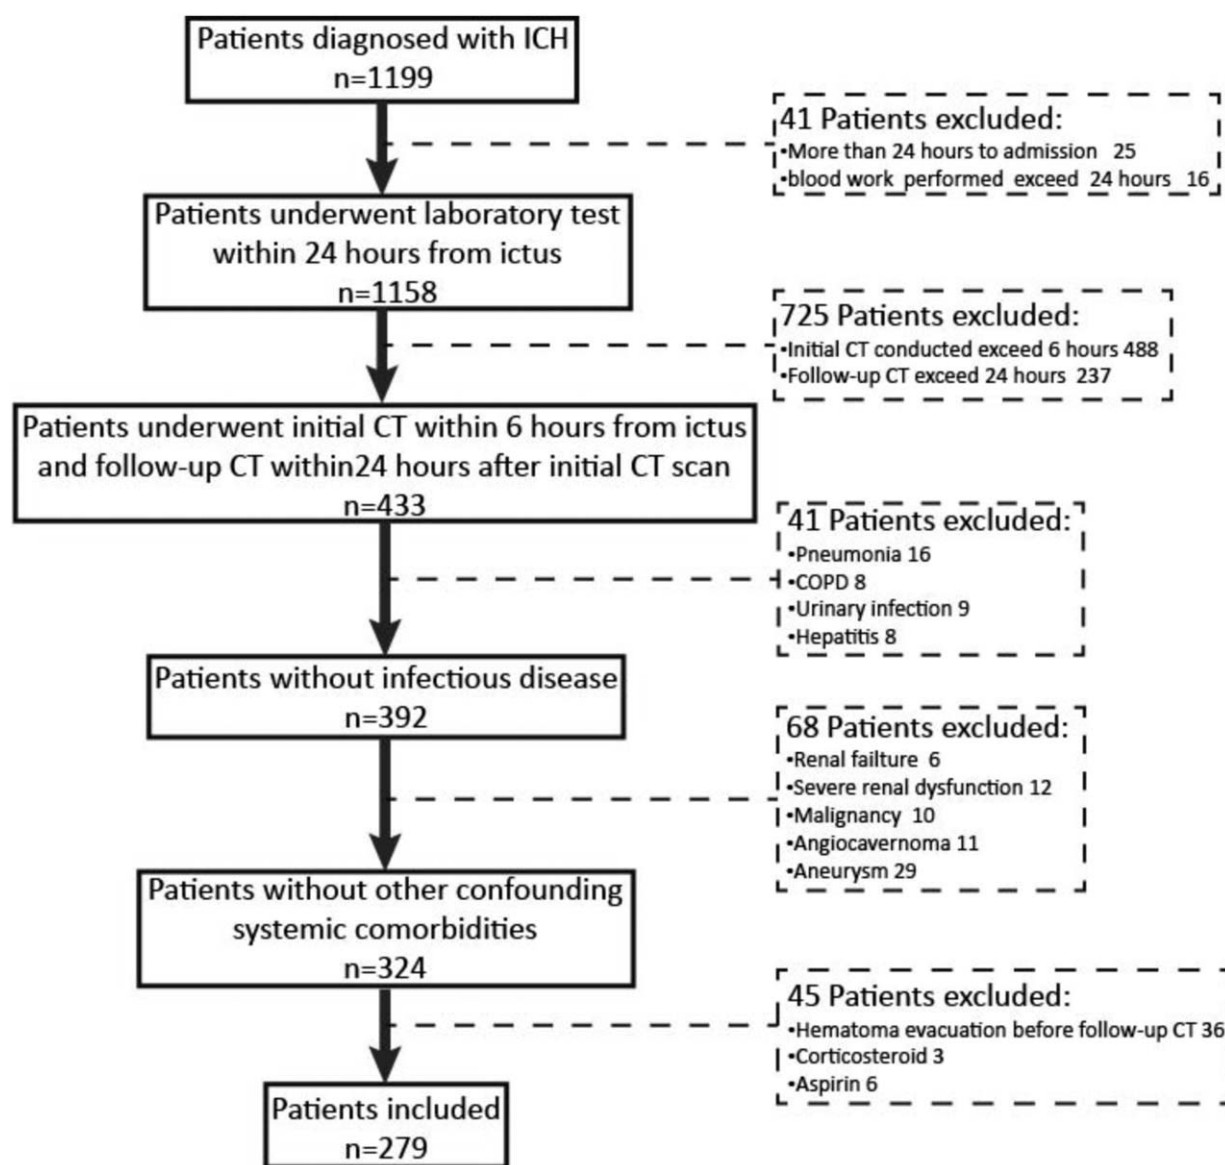 Patients diagnosed with ICH
n=1199
41 Patients excluded:
•More than 24 hours to admission 25
•blood work performed exceed 24 hours 16
Patients underwent laboratory test
within 24 hours from ictus
n=1158
725 Patients excluded:
•Initial CT conducted exceed 6 hours 488
•Follow-up CT exceed 24 hours 237
Patients underwent initial CT within 6 hours from ictus
and follow-up CT within24 hours after initial CT scan
n=433
41 Patients excluded:
•Pneumonia 16
•COPD 8
•Urinary infection 9
•Hepatitis 8
Patients without infectious disease
n=392
68 Patients excluded:
•Renal failture 6
•Severe renal dysfunction 12
•Malignancy 10
•Angiocavernoma 11
•Aneurysm 29
Patients without other confounding
systemic comorbidities
n=324
45 Patients excluded:
•Hematoma evacuation before follow-up CT 36
•Corticosteroid 3
•Aspirin 6
Patients included
n=279